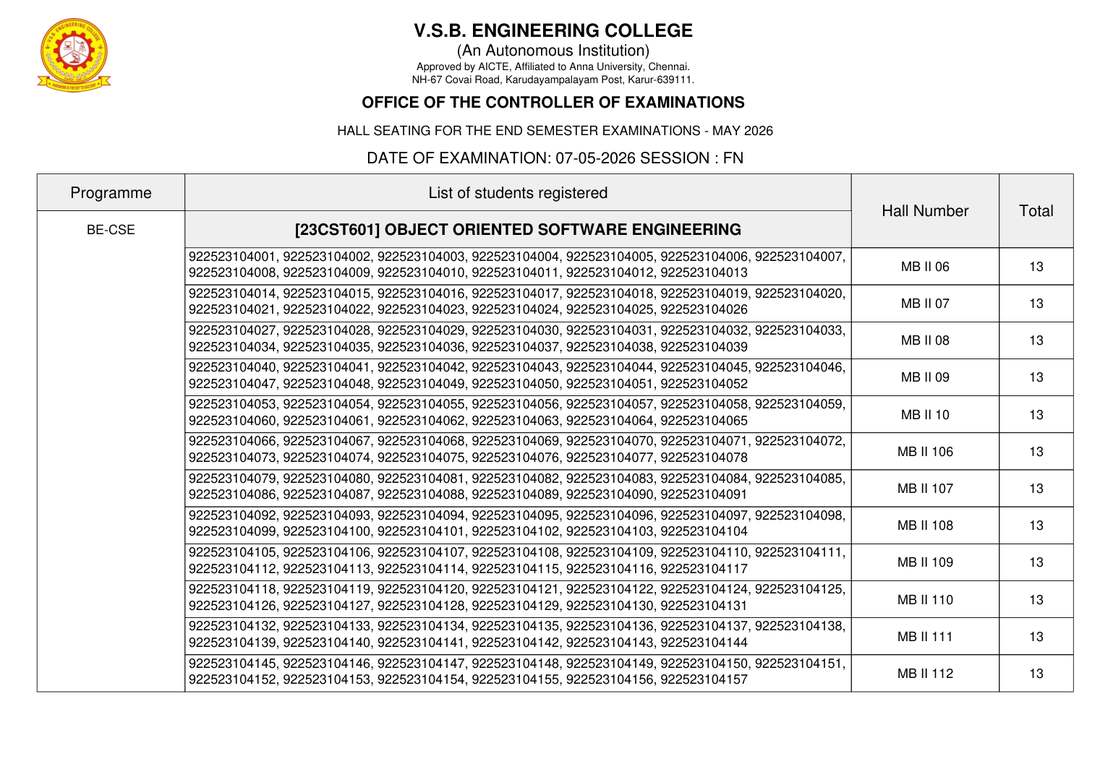 V.S.B. ENGINEERING COLLEGE
(An Autonomous Institution)
Approved by AICTE, Affiliated to Anna University, Chennai.
NH-67 Covai Road, Karudayampalayam Post, Karur-639111.
OFFICE OF THE CONTROLLER OF EXAMINATIONS
HALL SEATING FOR THE END SEMESTER EXAMINATIONS - MAY 2026
DATE OF EXAMINATION: 07-05-2026 SESSION : FN
Programme List of students registered Hall Number Total
BE-CSE [23CST601] OBJECT ORIENTED SOFTWARE ENGINEERING
922523104001, 922523104002, 922523104003, 922523104004, 922523104005, 922523104006, 922523104007,
922523104008, 922523104009, 922523104010, 922523104011, 922523104012, 922523104013
MB II 06 13
922523104014, 922523104015, 922523104016, 922523104017, 922523104018, 922523104019, 922523104020,
922523104021, 922523104022, 922523104023, 922523104024, 922523104025, 922523104026
MB II 07 13
922523104027, 922523104028, 922523104029, 922523104030, 922523104031, 922523104032, 922523104033,
922523104034, 922523104035, 922523104036, 922523104037, 922523104038, 922523104039
MB II 08 13
922523104040, 922523104041, 922523104042, 922523104043, 922523104044, 922523104045, 922523104046,
922523104047, 922523104048, 922523104049, 922523104050, 922523104051, 922523104052
MB II 09 13
922523104053, 922523104054, 922523104055, 922523104056, 922523104057, 922523104058, 922523104059,
922523104060, 922523104061, 922523104062, 922523104063, 922523104064, 922523104065
MB II 10 13
922523104066, 922523104067, 922523104068, 922523104069, 922523104070, 922523104071, 922523104072,
922523104073, 922523104074, 922523104075, 922523104076, 922523104077, 922523104078
MB II 106 13
922523104079, 922523104080, 922523104081, 922523104082, 922523104083, 922523104084, 922523104085,
922523104086, 922523104087, 922523104088, 922523104089, 922523104090, 922523104091
MB II 107 13
922523104092, 922523104093, 922523104094, 922523104095, 922523104096, 922523104097, 922523104098,
922523104099, 922523104100, 922523104101, 922523104102, 922523104103, 922523104104
MB II 108 13
922523104105, 922523104106, 922523104107, 922523104108, 922523104109, 922523104110, 922523104111,
922523104112, 922523104113, 922523104114, 922523104115, 922523104116, 922523104117
MB II 109 13
922523104118, 922523104119, 922523104120, 922523104121, 922523104122, 922523104124, 922523104125,
922523104126, 922523104127, 922523104128, 922523104129, 922523104130, 922523104131
MB II 110 13
922523104132, 922523104133, 922523104134, 922523104135, 922523104136, 922523104137, 922523104138,
922523104139, 922523104140, 922523104141, 922523104142, 922523104143, 922523104144
MB II 111 13
922523104145, 922523104146, 922523104147, 922523104148, 922523104149, 922523104150, 922523104151,
922523104152, 922523104153, 922523104154, 922523104155, 922523104156, 922523104157
MB II 112 13